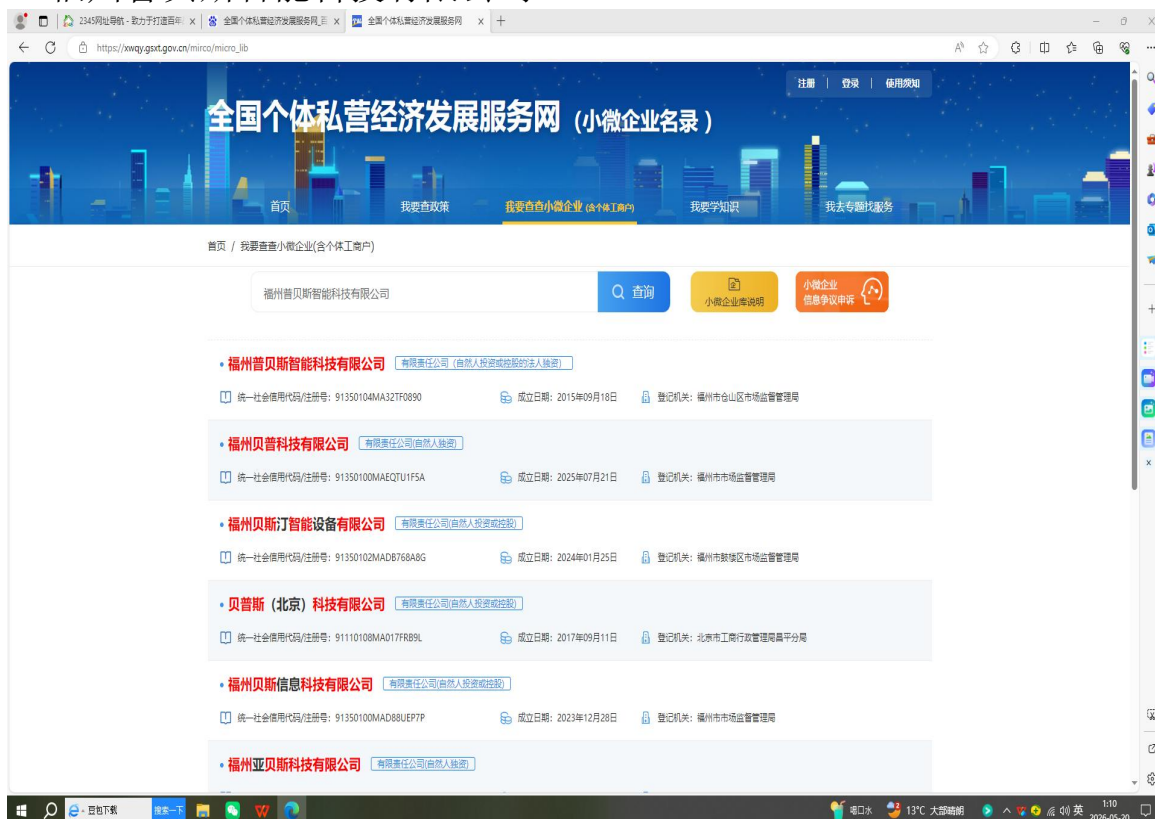 2345网址导航 - 致力于打造百年
全国个体私营经济发展服务网_百
全国个体私营经济发展服务网
https://xwqy.gsxt.gov.cn/mirco/micro_lib
注册 | 登录 | 使用须知
全国个体私营经济发展服务网（小微企业名录）
首页 我要查政策 我要查查小微企业 (含个体工商户) 我要学知识 我去专题找服务
首页 / 我要查查小微企业(含个体工商户)
福州普贝斯智能科技有限公司
查询
小微企业库说明
小微企业
信息争议申诉
福州普贝斯智能科技有限公司 有限责任公司（自然人投资或控股的法人独资）
统一社会信用代码/注册号：91350104MA32TF0890 成立日期：2015年09月18日 登记机关：福州市仓山区市场监督管理局
福州贝普科技有限公司 有限责任公司(自然人独资)
统一社会信用代码/注册号：91350100MAEQTU1F5A 成立日期：2025年07月21日 登记机关：福州市市场监督管理局
福州贝斯汀智能设备有限公司 有限责任公司(自然人投资或控股)
统一社会信用代码/注册号：91350102MADB768A8G 成立日期：2024年01月25日 登记机关：福州市鼓楼区市场监督管理局
贝普斯（北京）科技有限公司 有限责任公司(自然人投资或控股)
统一社会信用代码/注册号：91110108MA017FRB9L 成立日期：2017年09月11日 登记机关：北京市工商行政管理局昌平分局
福州贝斯信息科技有限公司 有限责任公司(自然人投资或控股)
统一社会信用代码/注册号：91350100MAD88UEP7P 成立日期：2023年12月28日 登记机关：福州市市场监督管理局
福州亚贝斯科技有限公司 有限责任公司(自然人独资)
- 豆包下载 搜索一下
嘬口水 13°C 大部晴朗 英 1:10
2026-05-20